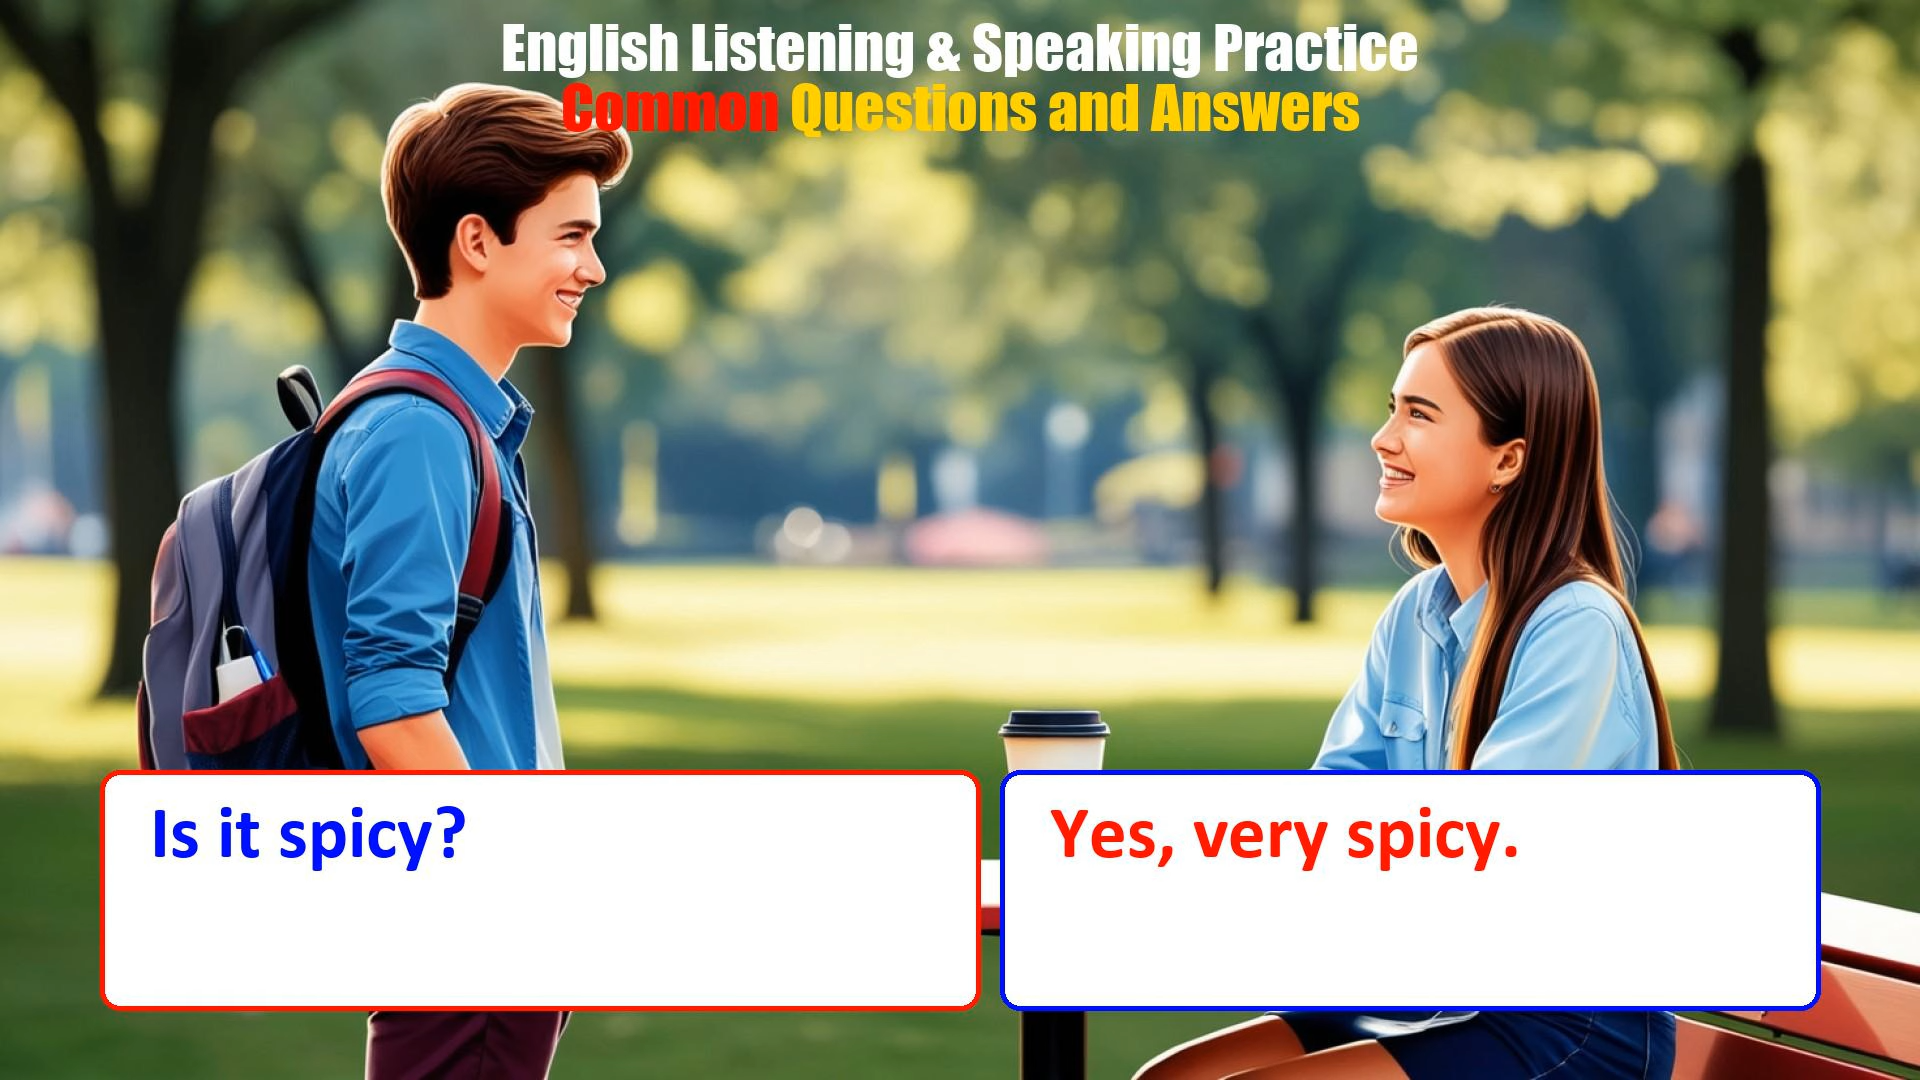 English Listening & Speaking Practice
Common Questions and Answers
Is it spicy?
Yes, very spicy.